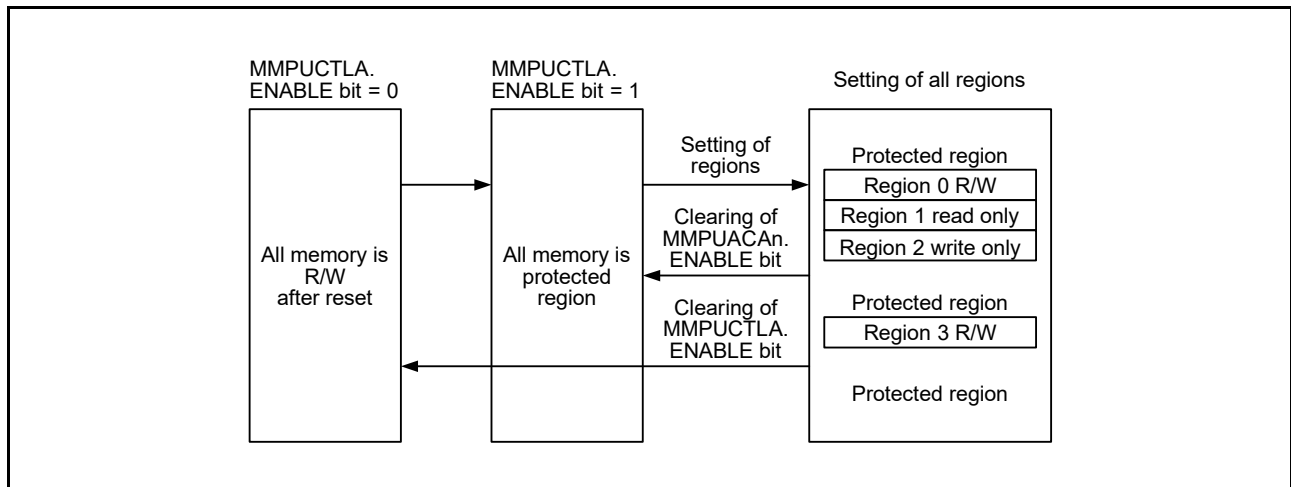 MMPUCTLA.
ENABLE bit = 0
MMPUCTLA.
ENABLE bit = 1
Setting of all regions
All memory is
R/W
after reset
All memory is
protected
region
Setting of
regions
Clearing of
MMPUACAn.
ENABLE bit
Clearing of
MMPUCTLA.
ENABLE bit
Protected region
Region 0 R/W
Region 1 read only
Region 2 write only
Protected region
Region 3 R/W
Protected region